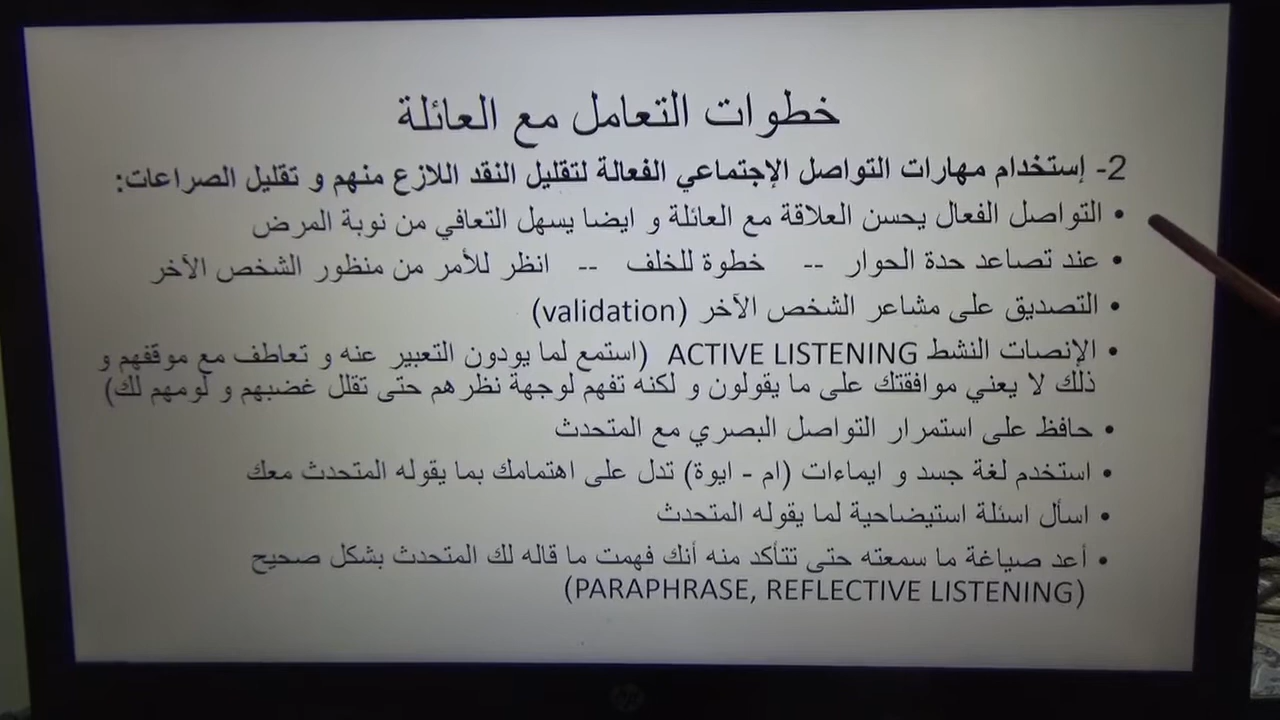 خطوات التعامل مع العائلة
2- إستخدام مهارات التواصل الإجتماعي الفعالة لتقليل النقد اللازع منهم و تقليل الصراعات:
• التواصل الفعال يحسن العلاقة مع العائلة و ايضا يسهل التعافي من نوبة المرض
• عند تصاعد حدة الحوار -- خطوة للخلف -- انظر للأمر من منظور الشخص الآخر
• التصديق على مشاعر الشخص الآخر (validation)
• الإنصات النشط ACTIVE LISTENING (استمع لما يودون التعبير عنه و تعاطف مع موقفهم و
ذلك لا يعني موافقتك على ما يقولون و لكنه تفهم لوجهة نظرهم حتى تقلل غضبهم و لومهم لك)
• حافظ على استمرار التواصل البصري مع المتحدث
• استخدم لغة جسد و ايماءات (ام - ايوة) تدل على اهتمامك بما يقوله المتحدث معك
• اسأل اسئلة استيضاحية لما يقوله المتحدث
• أعد صياغة ما سمعته حتى تتأكد منه أنك فهمت ما قاله لك المتحدث بشكل صحيح
(PARAPHRASE, REFLECTIVE LISTENING)
hp